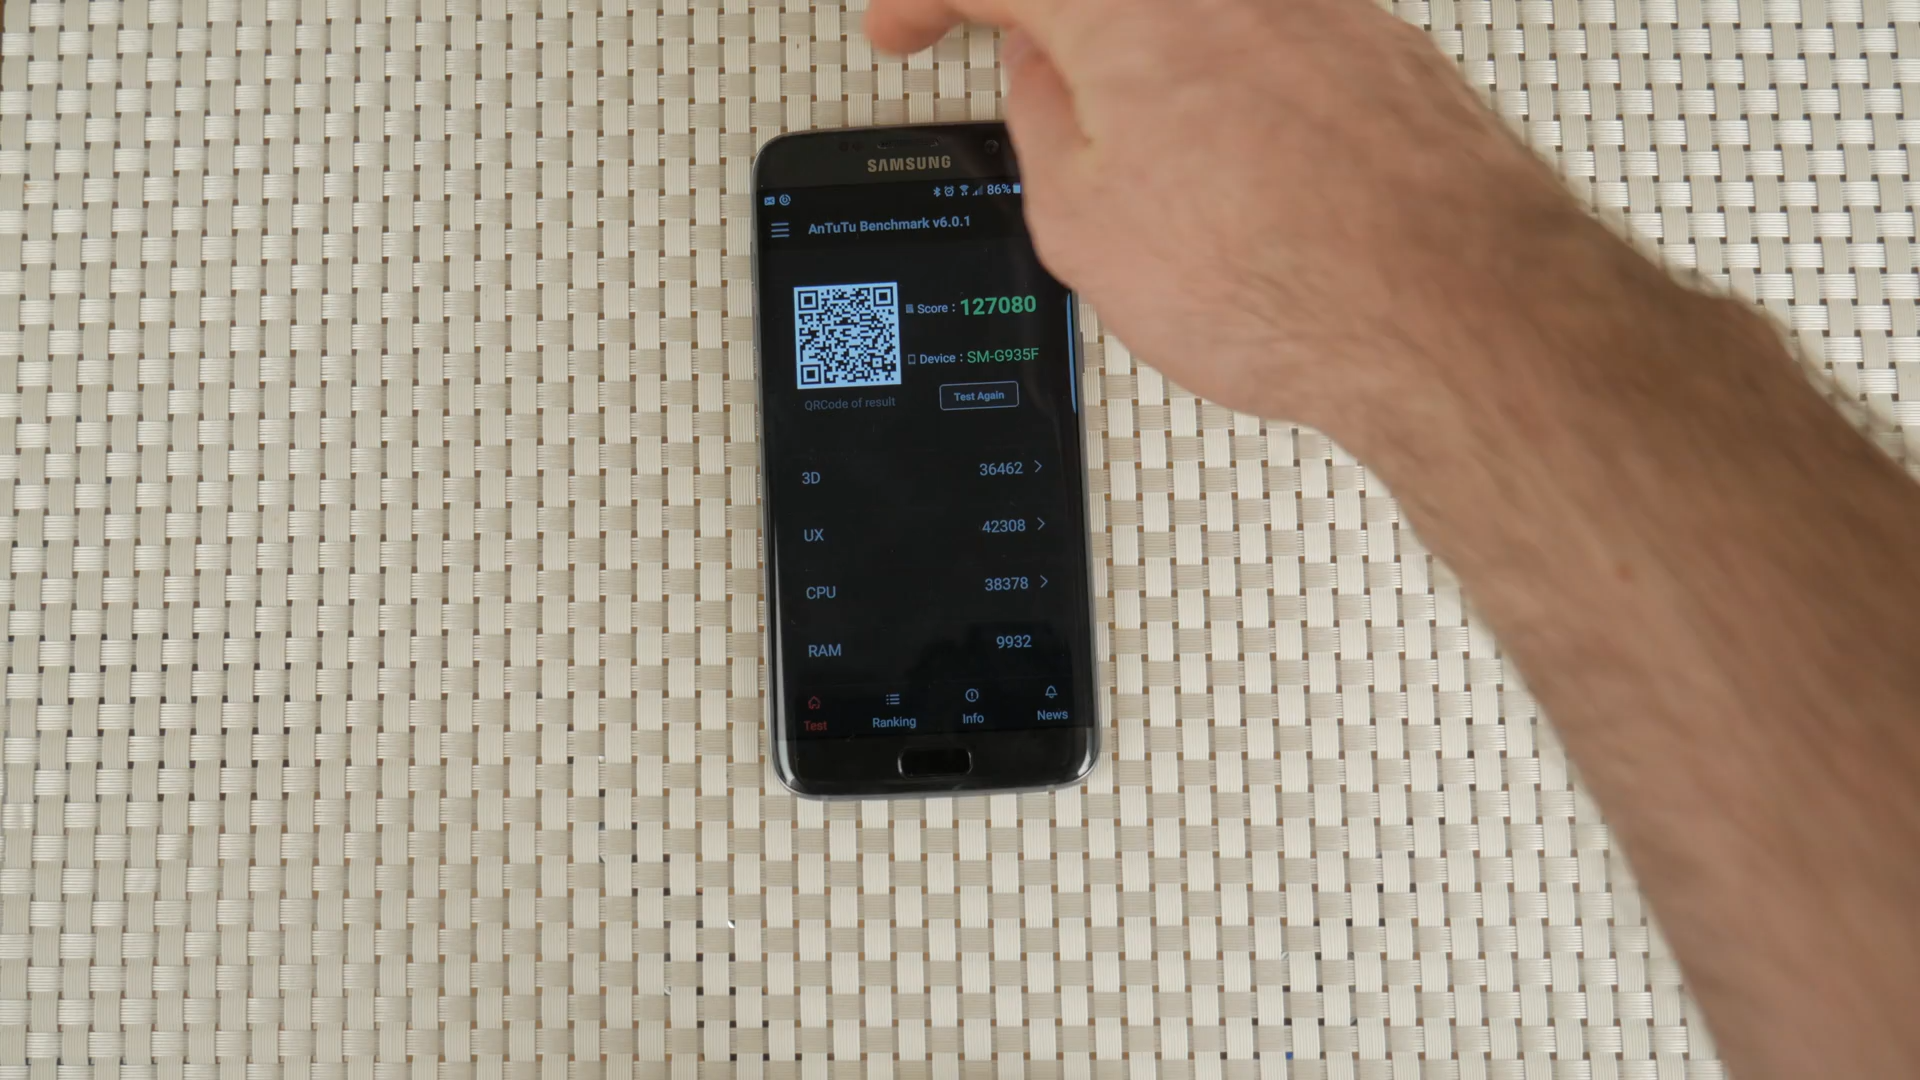 SAMSUNG
86%
AnTuTu Benchmark v6.0.1
Score : 127080
Device : SM-G935F
QRCode of result
Test Again
3D 36462
UX 42308
CPU 38378
RAM 9932
Test Ranking Info News